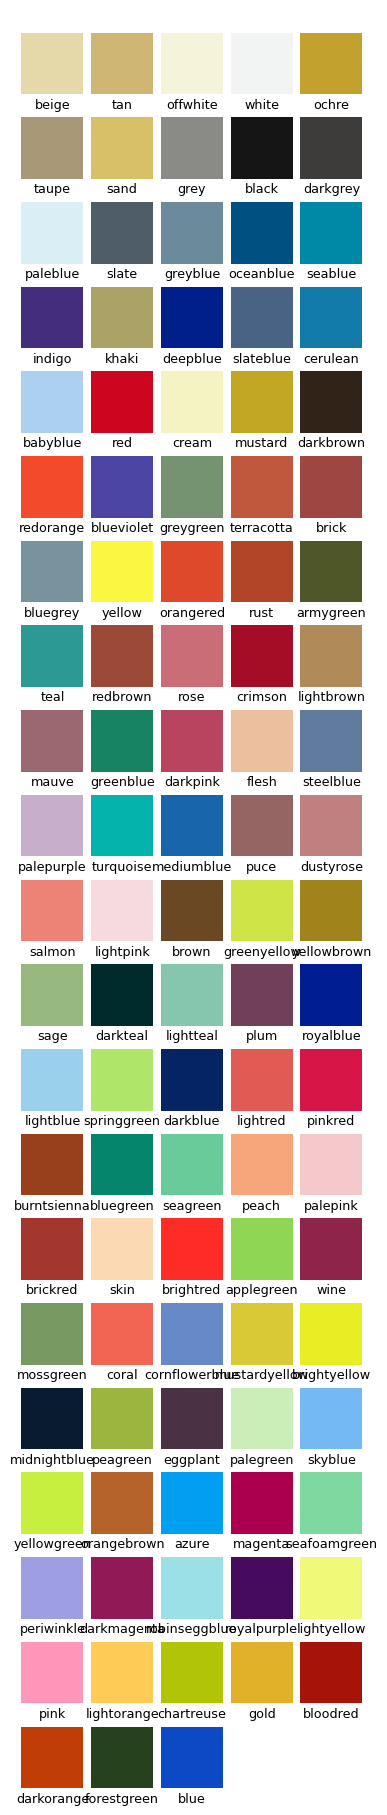 beige tan offwhite white ochre
taupe sand grey black darkgrey
paleblue slate greyblue oceanblue seablue
indigo khaki deepblue slateblue cerulean
babyblue red cream mustard darkbrown
redorange blueviolet greygreen terracotta brick
bluegrey yellow orangered rust armygreen
teal redbrown rose crimson lightbrown
mauve greenblue darkpink flesh steelblue
palepurple turquoise mediumblue puce dustyrose
salmon lightpink brown greenyellow yellowbrown
sage darkteal lightteal plum royalblue
lightblue springgreen darkblue lightred pinkred
burntsienna bluegreen seagreen peach palepink
brickred skin brightred applegreen wine
mossgreen coral cornflowerblue mustardyellow brightyellow
midnightblue peagreen eggplant palegreen skyblue
yellowgreen orangebrown azure magenta seafoamgreen
periwinkle darkmagenta robinseggblue royalpurple lightyellow
pink lightorange chartreuse gold bloodred
darkorange forestgreen blue